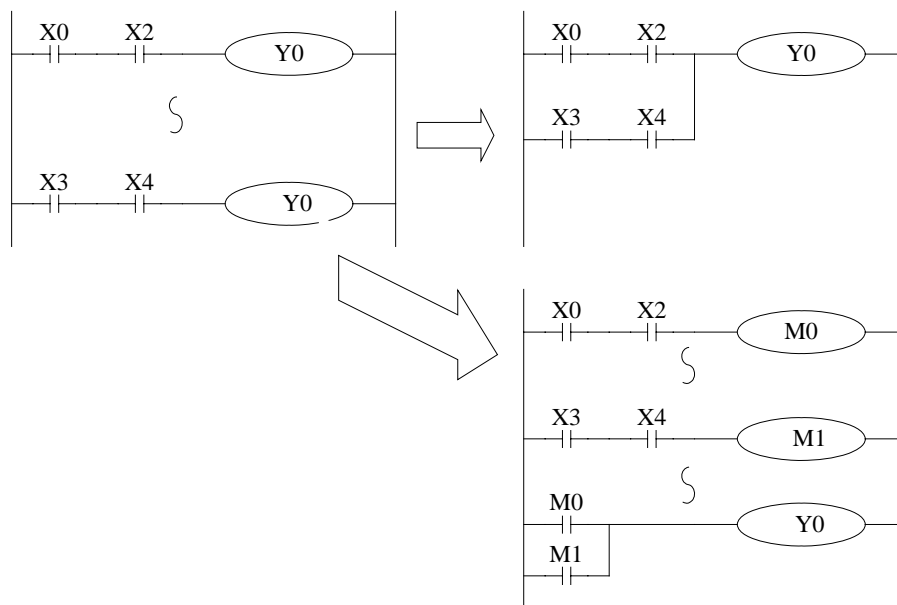 X0 X2 Y0
X3 X4 Y0
X0 X2 Y0
X3 X4
X0 X2 M0
X3 X4 M1
M0 Y0
M1